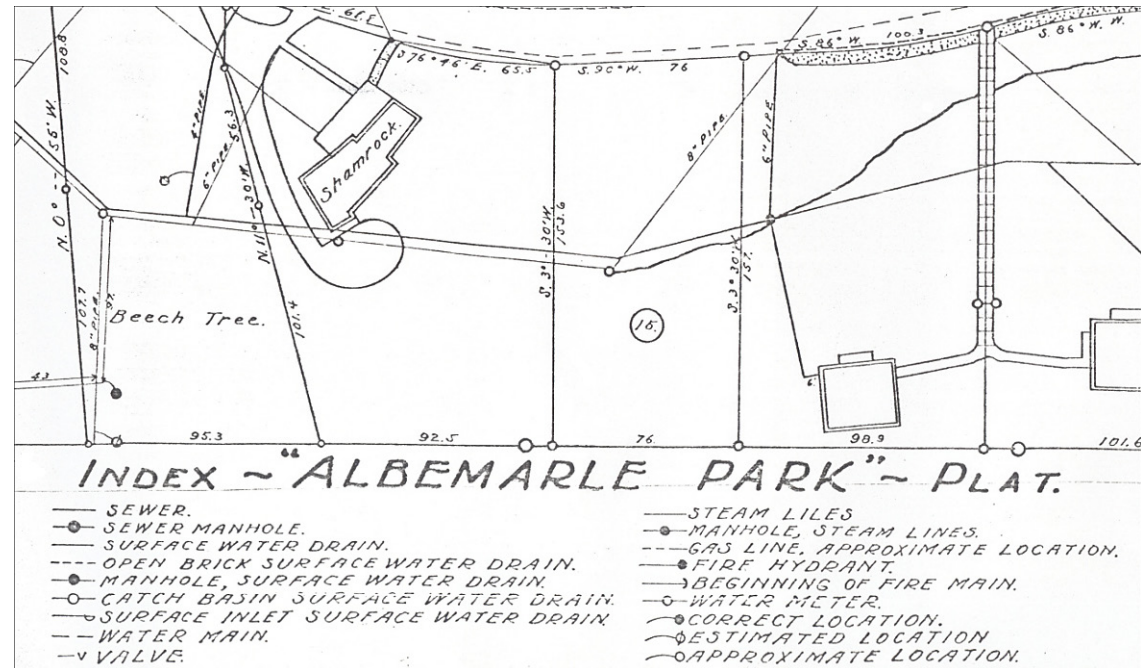 S 76° 46' E. 65.5
S. 90° W. 76
S. 86° W. 100.3
S. 86° W.
108.8
N. 0° -- 56' W.
107.7
4" PIPE
6" PIPE
56.3
N. 11° - 30' W.
101.4
Shamrock.
8" PIPE.
6" PIPE
S. 3° - 30' W.
153.6
S. 3° 30' W.
157.
15.
Beech Tree.
8" PIPE
97.
43
6"
95.3
92.5
76
98.9
101.6
INDEX ~ "ALBEMARLE PARK" ~ PLAT.
SEWER.
SEWER MANHOLE.
SURFACE WATER DRAIN.
OPEN BRICK SURFACE WATER DRAIN.
MANHOLE, SURFACE WATER DRAIN.
CATCH BASIN SURFACE WATER DRAIN.
SURFACE INLET SURFACE WATER DRAIN
WATER MAIN.
VALVE.
STEAM LILES
MANHOLE, STEAM LINES.
GAS LINE, APPROXIMATE LOCATION.
FIRE HYDRANT.
BEGINNING OF FIRE MAIN.
WATER METER.
CORRECT LOCATION.
ESTIMATED LOCATION
APPROXIMATE LOCATION.